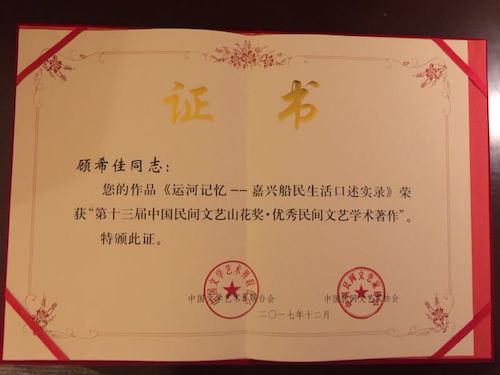 证书
顾希佳同志：
您的作品《运河记忆——嘉兴船民生活口述实录》荣
获“第十三届中国民间文艺山花奖·优秀民间文艺学术著作”。
特颁此证。
中国文学艺术界联合会 中国民间文艺家协会
二〇一七年十二月